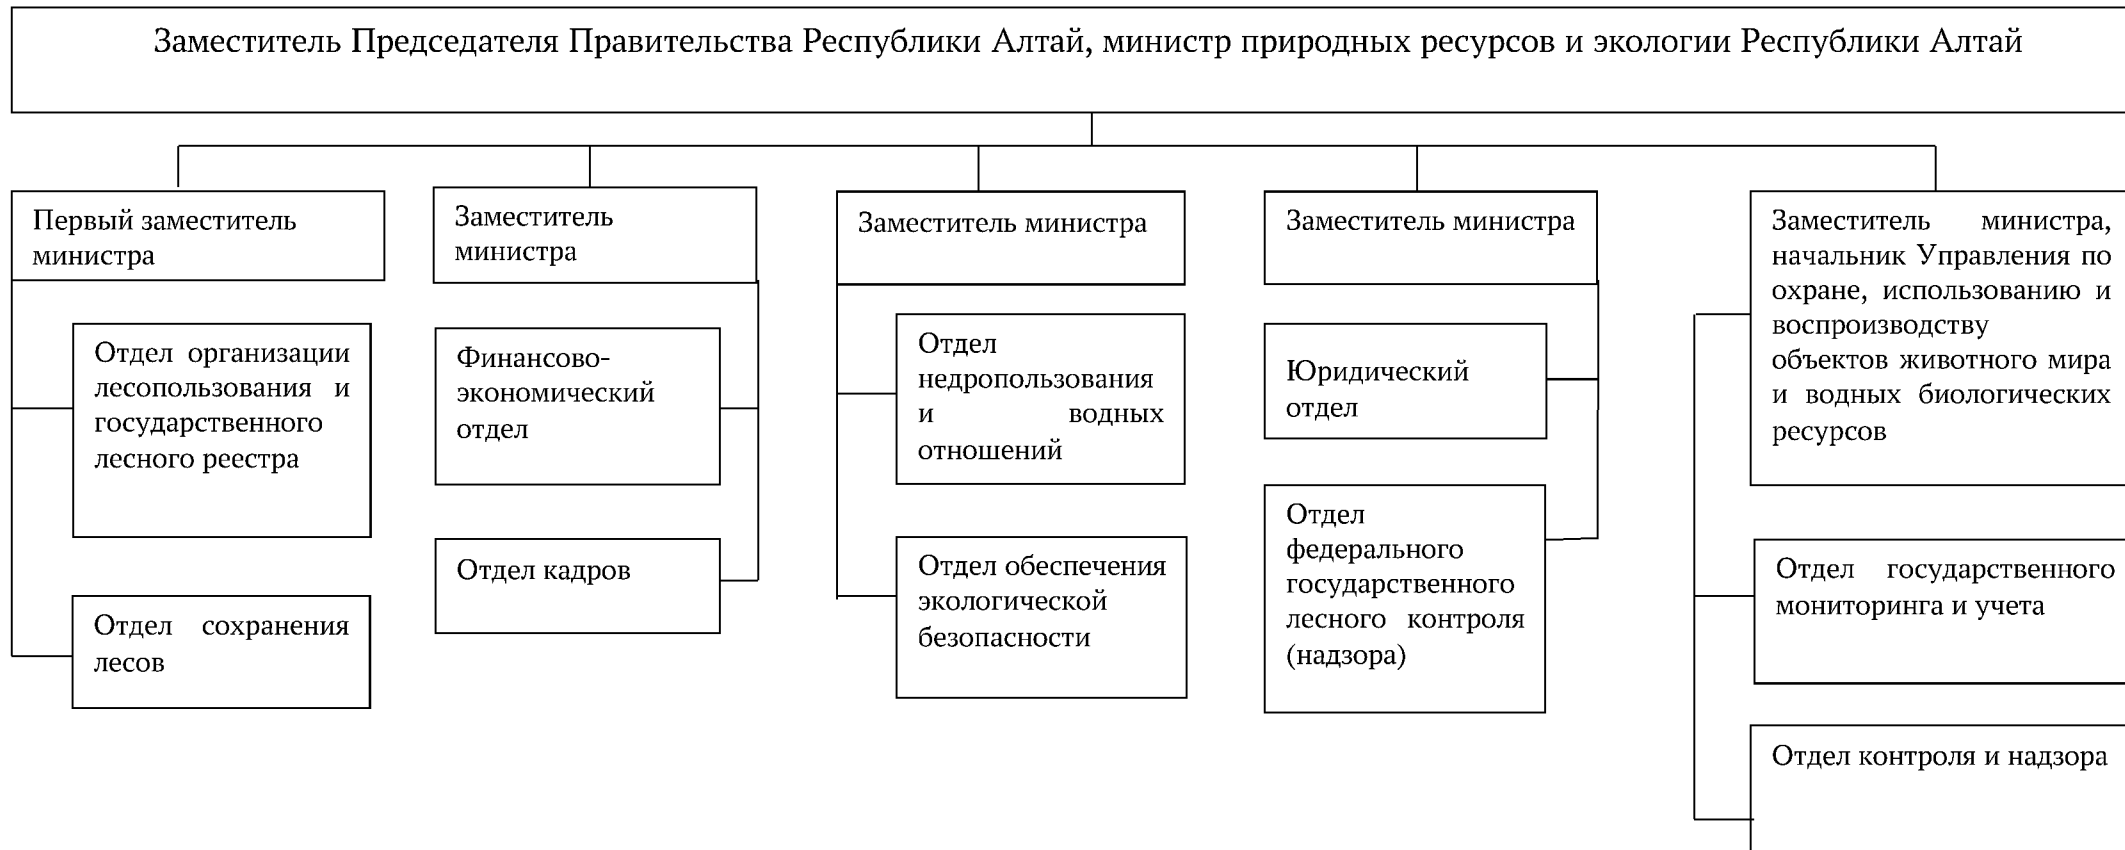 Заместитель Председателя Правительства Республики Алтай, министр природных ресурсов и экологии Республики Алтай
Первый заместитель
министра
Отдел организации
лесопользования и
государственного
лесного реестра
Отдел сохранения
лесов
Заместитель
министра
Финансово-
экономический
отдел
Отдел кадров
Заместитель министра
Отдел
недропользования
и водных
отношений
Отдел обеспечения
экологической
безопасности
Заместитель министра
Юридический
отдел
Отдел
федерального
государственного
лесного контроля
(надзора)
Заместитель министра,
начальник Управления по
охране, использованию и
воспроизводству
объектов животного мира
и водных биологических
ресурсов
Отдел государственного
мониторинга и учета
Отдел контроля и надзора